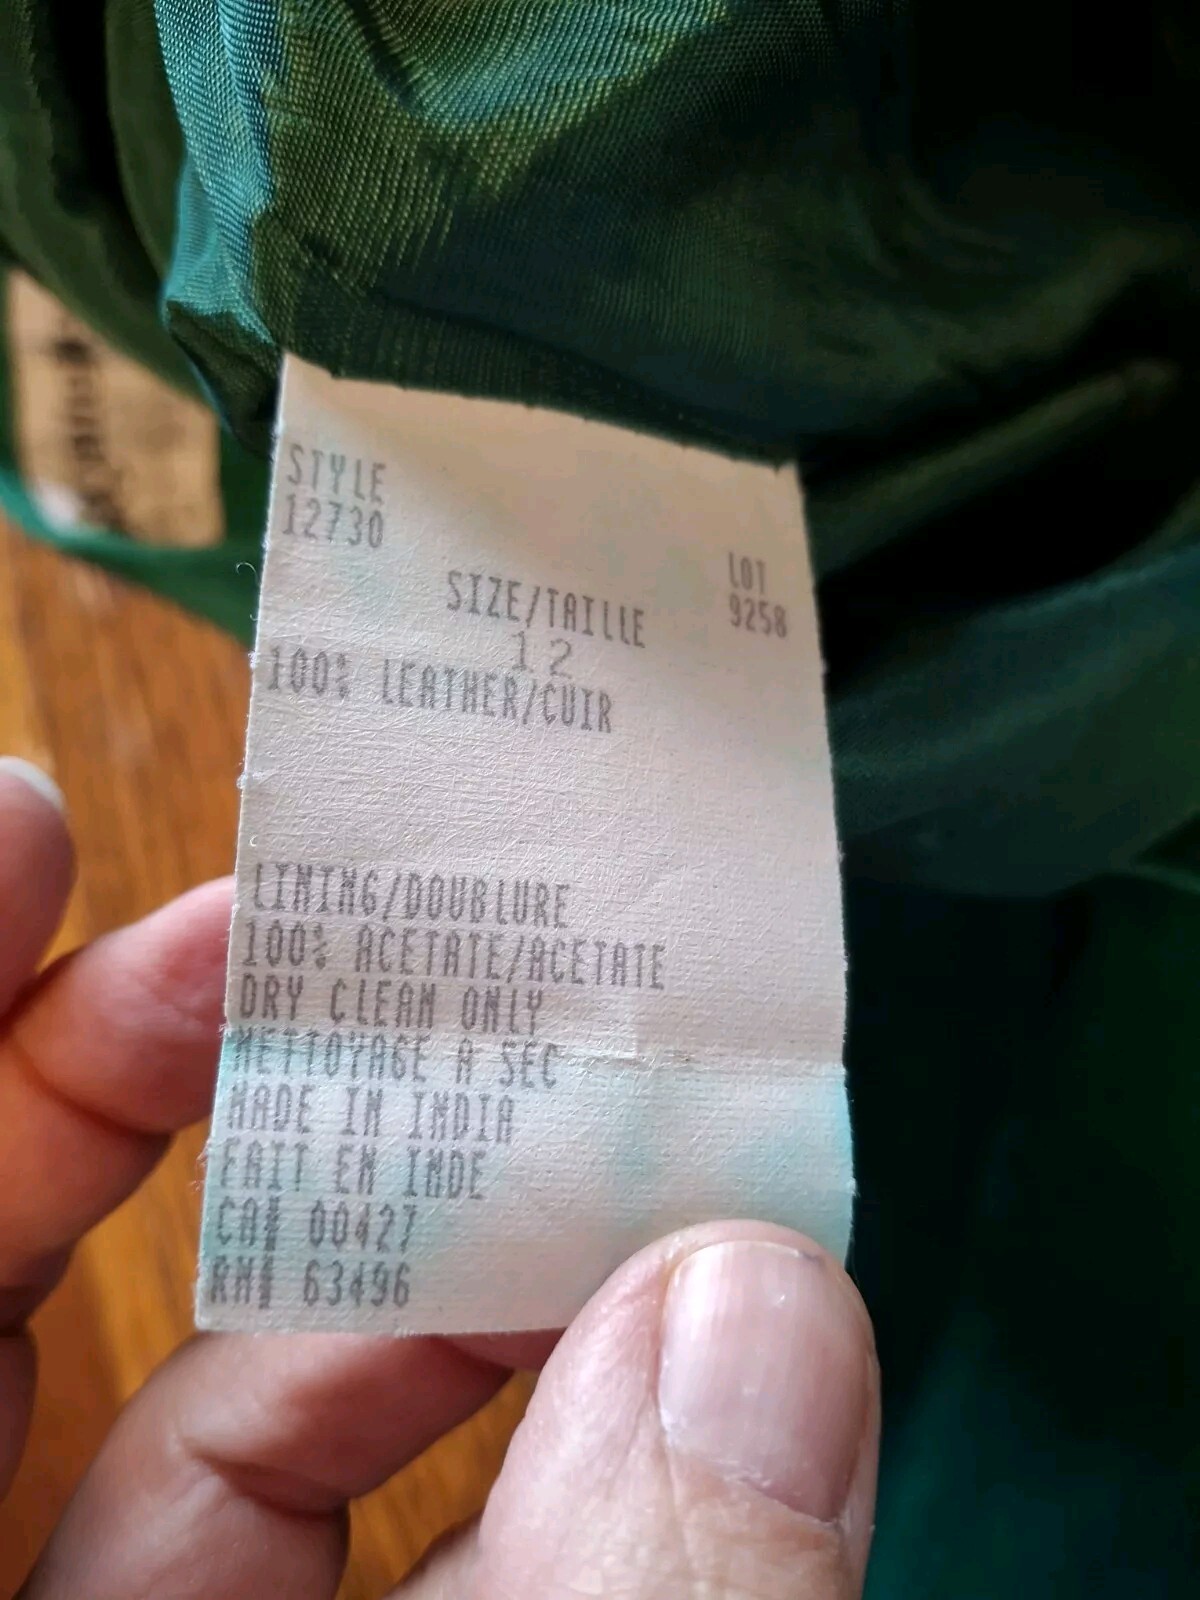 STYLE
12730
LOT
9258
SIZE/TAILLE
12
100% LEATHER/CUIR
LINING/DOUBLURE
100% ACETATE/ACETATE
DRY CLEAN ONLY
NETTOYAGE A SEC
MADE IN INDIA
FAIT EN INDE
CA# 00427
RN# 63496